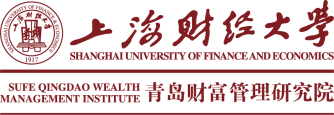 上海财经大学
SHANGHAI UNIVERSITY OF FINANCE AND ECONOMICS
1917
SUFE QINGDAO WEALTH
MANAGEMENT INSTITUTE
青岛财富管理研究院